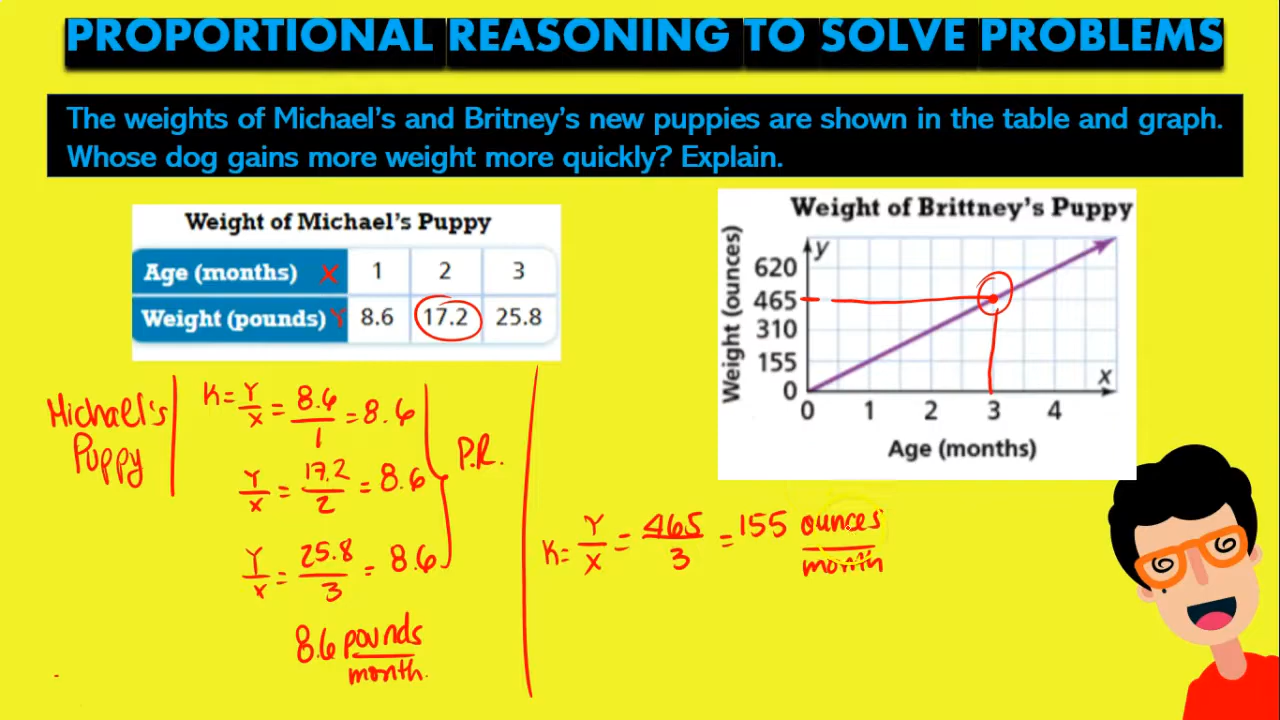 PROPORTIONAL REASONING TO SOLVE PROBLEMS
The weights of Michael's and Britney's new puppies are shown in the table and graph.
Whose dog gains more weight more quickly? Explain.
Weight of Michael's Puppy
Age (months) X 1 2 3
Weight (pounds) Y 8.6 17.2 25.8
Weight of Brittney's Puppy
Weight (ounces)
y
620
465
310
155
0
x
0 1 2 3 4
Age (months)
Michael's
Puppy
K = Y/X = 8.6/1 = 8.6
Y/X = 17.2/2 = 8.6
Y/X = 25.8/3 = 8.6
P.R.
8.6 pounds/month.
K = Y/X = 465/3 = 155 ounces/month